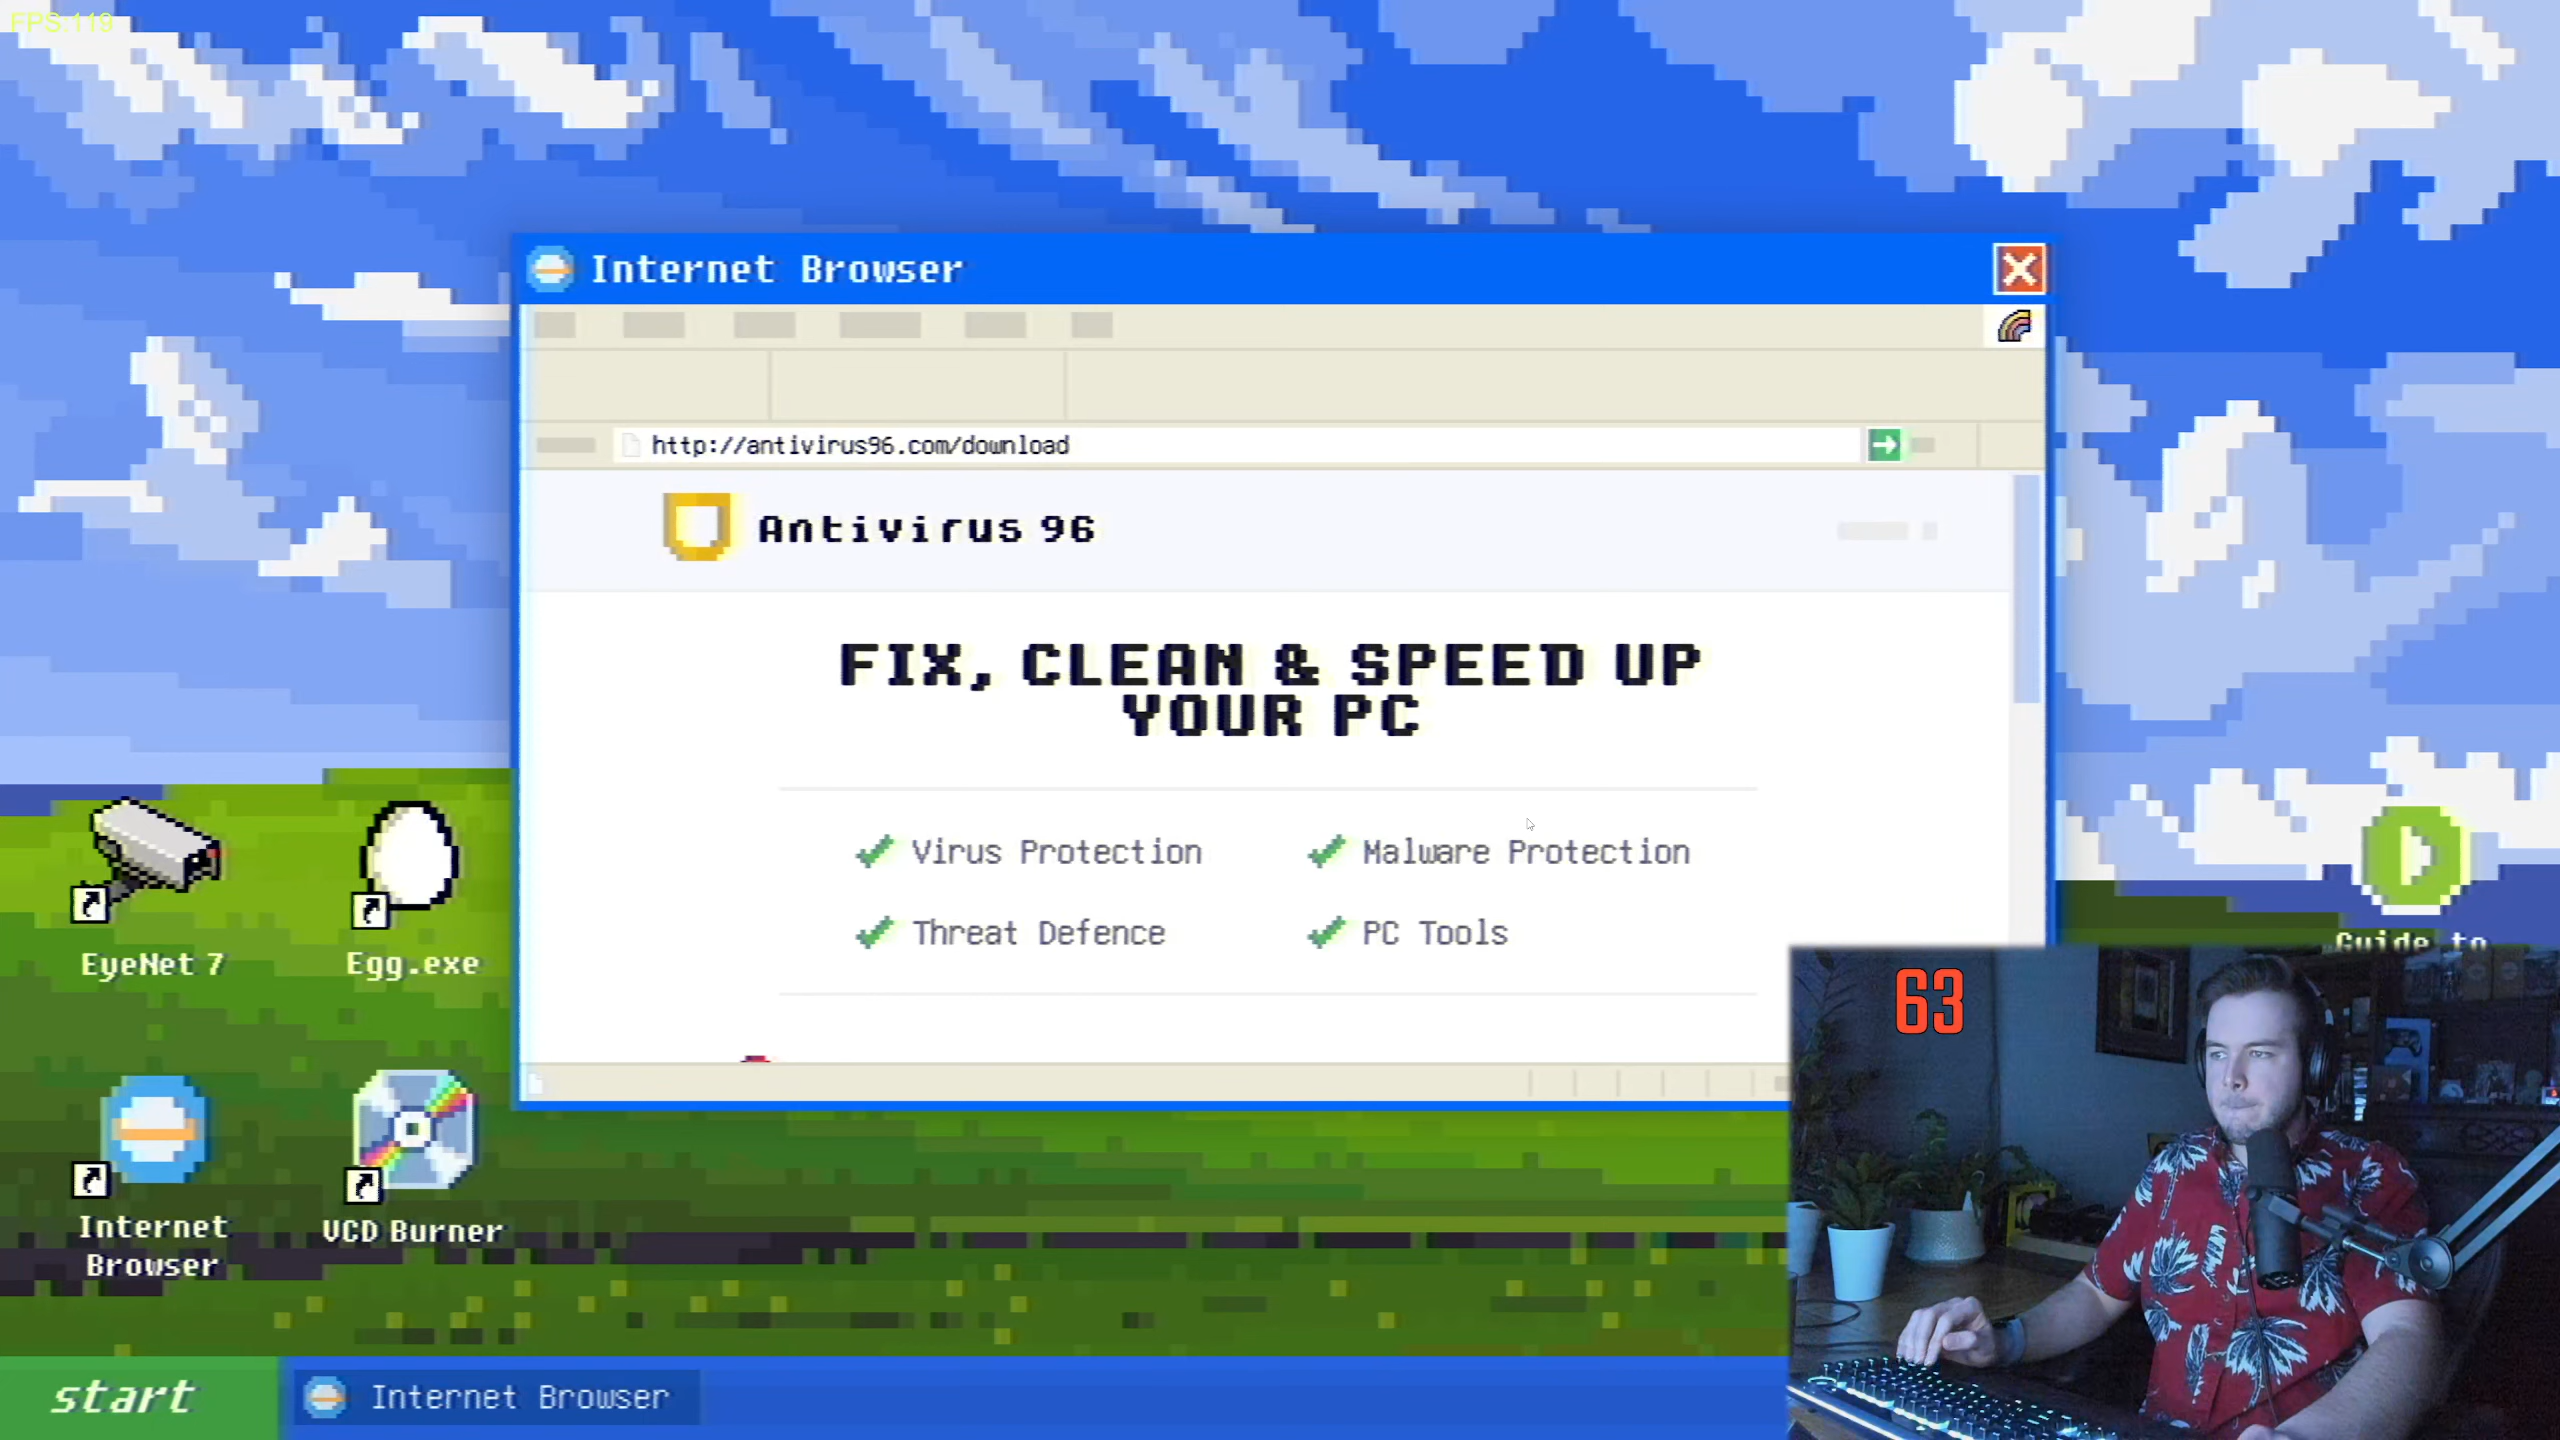 FPS:119
Internet Browser
http://antivirus96.com/download
Antivirus 96
FIX, CLEAN & SPEED UP
YOUR PC
Virus Protection
Malware Protection
Threat Defence
PC Tools
EyeNet 7
Egg.exe
Guide to
63
Internet
Browser
VCD Burner
start
Internet Browser